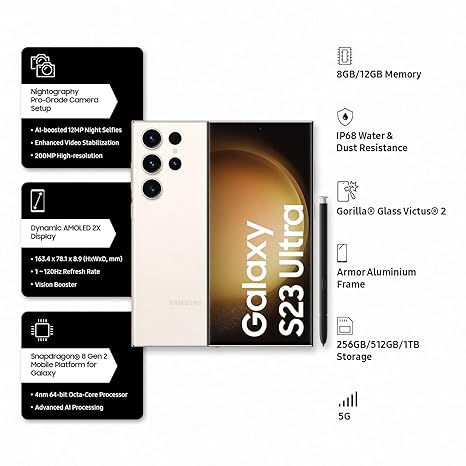 Nightography
Pro-Grade Camera
Setup
• AI-boosted 12MP Night Selfies
• Enhanced Video Stabilization
• 200MP High-resolution
Dynamic AMOLED 2X
Display
• 163.4 x 78.1 x 8.9 (HxWxD, mm)
• 1 ~ 120Hz Refresh Rate
• Vision Booster
Snapdragon® 8 Gen 2
Mobile Platform for
Galaxy
• 4nm 64-bit Octa-Core Processor
• Advanced AI Processing
SAMSUNG
Galaxy
S23 Ultra
8GB/12GB Memory
IP68 Water &
Dust Resistance
Gorilla® Glass Victus® 2
Armor Aluminium
Frame
256GB/512GB/1TB
Storage
5G